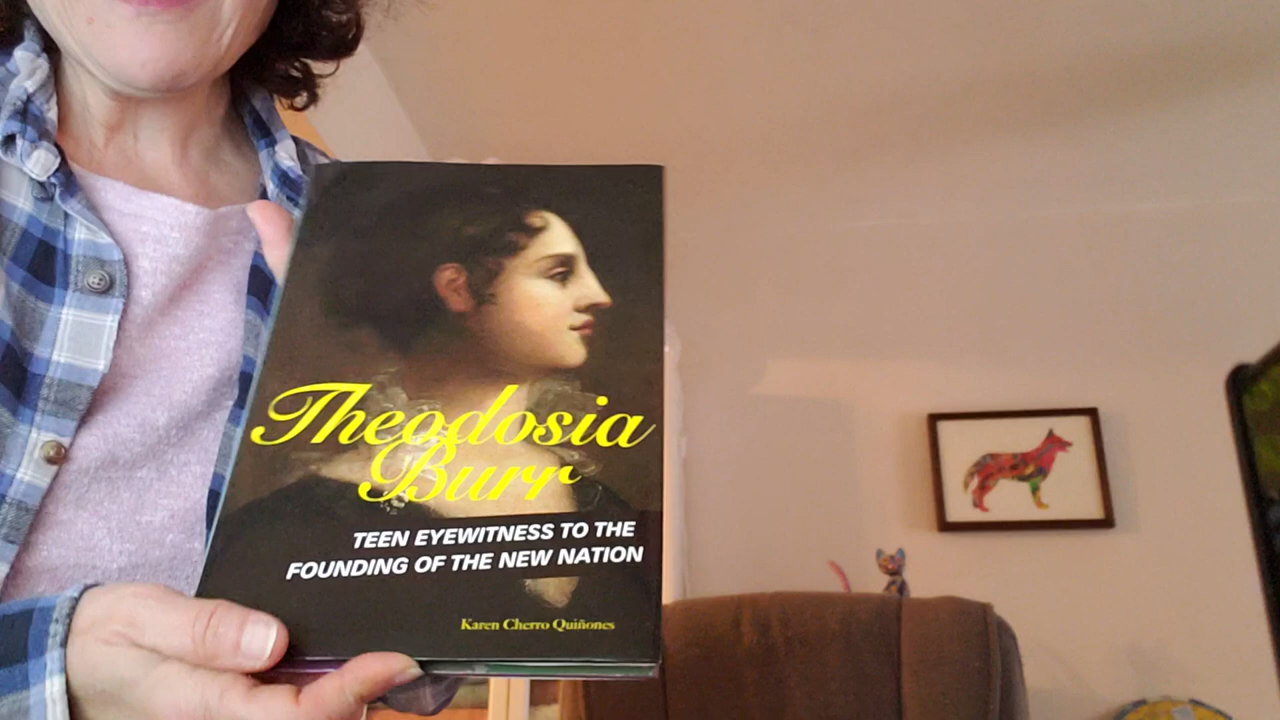 Theodosia
Burr
TEEN EYEWITNESS TO THE
FOUNDING OF THE NEW NATION
Karen Cherro Quiñones